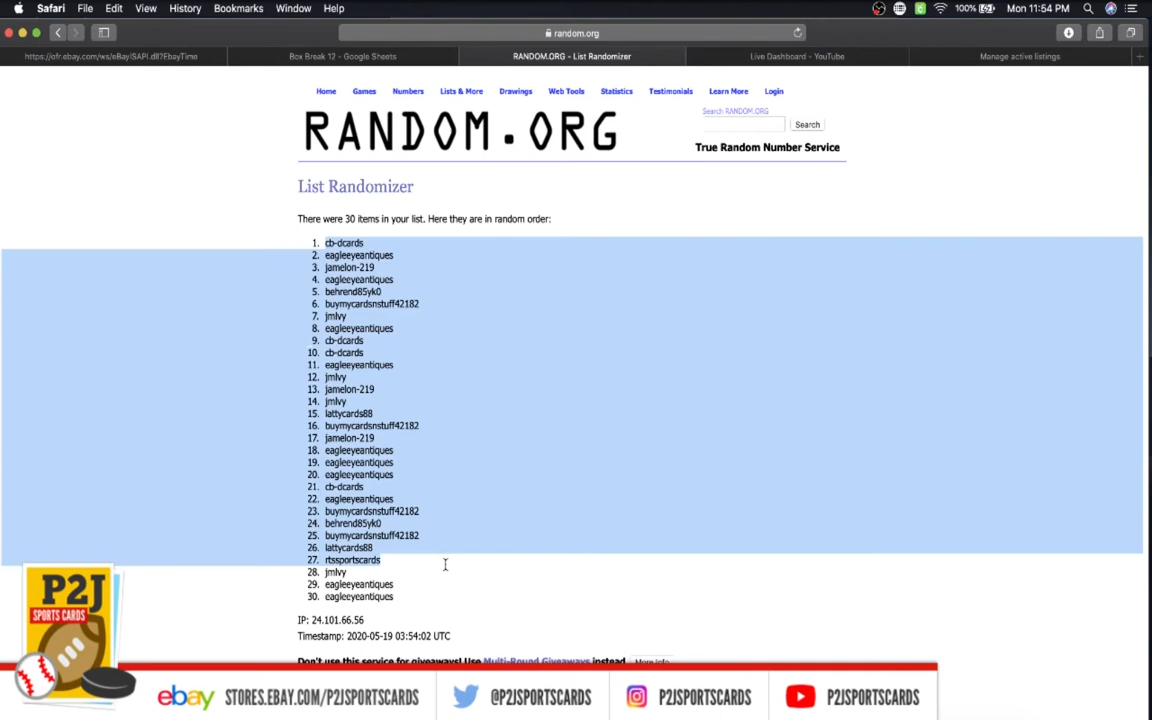 Safari File Edit View History Bookmarks Window Help 100% Mon 11:54 PM
random.org
https://ofr.ebay.com/ws/eBayISAPI.dll?EbayTime Box Break 12 - Google Sheets RANDOM.ORG - List Randomizer Live Dashboard - YouTube Manage active listings
Home Games Numbers Lists & More Drawings Web Tools Statistics Testimonials Learn More Login
Search RANDOM.ORG
RANDOM.ORG
Search
True Random Number Service
List Randomizer
There were 30 items in your list. Here they are in random order:
1. cb-dcards
2. eagleeyeantiques
3. jamelon-219
4. eagleeyeantiques
5. behrend85yk0
6. buymycardsnstuff42182
7. jmlvy
8. eagleeyeantiques
9. cb-dcards
10. cb-dcards
11. eagleeyeantiques
12. jmlvy
13. jamelon-219
14. jmlvy
15. lattycards88
16. buymycardsnstuff42182
17. jamelon-219
18. eagleeyeantiques
19. eagleeyeantiques
20. eagleeyeantiques
21. cb-dcards
22. eagleeyeantiques
23. buymycardsnstuff42182
24. behrend85yk0
25. buymycardsnstuff42182
26. lattycards88
27. rtssportscards
28. jmlvy
29. eagleeyeantiques
30. eagleeyeantiques
IP: 24.101.66.56
Timestamp: 2020-05-19 03:54:02 UTC
Don't use this service for giveaways! Use Multi-Round Giveaways instead More Info
P2J
SPORTS CARDS
ebay STORES.EBAY.COM/P2JSPORTSCARDS @P2JSPORTSCARDS P2JSPORTSCARDS P2JSPORTSCARDS